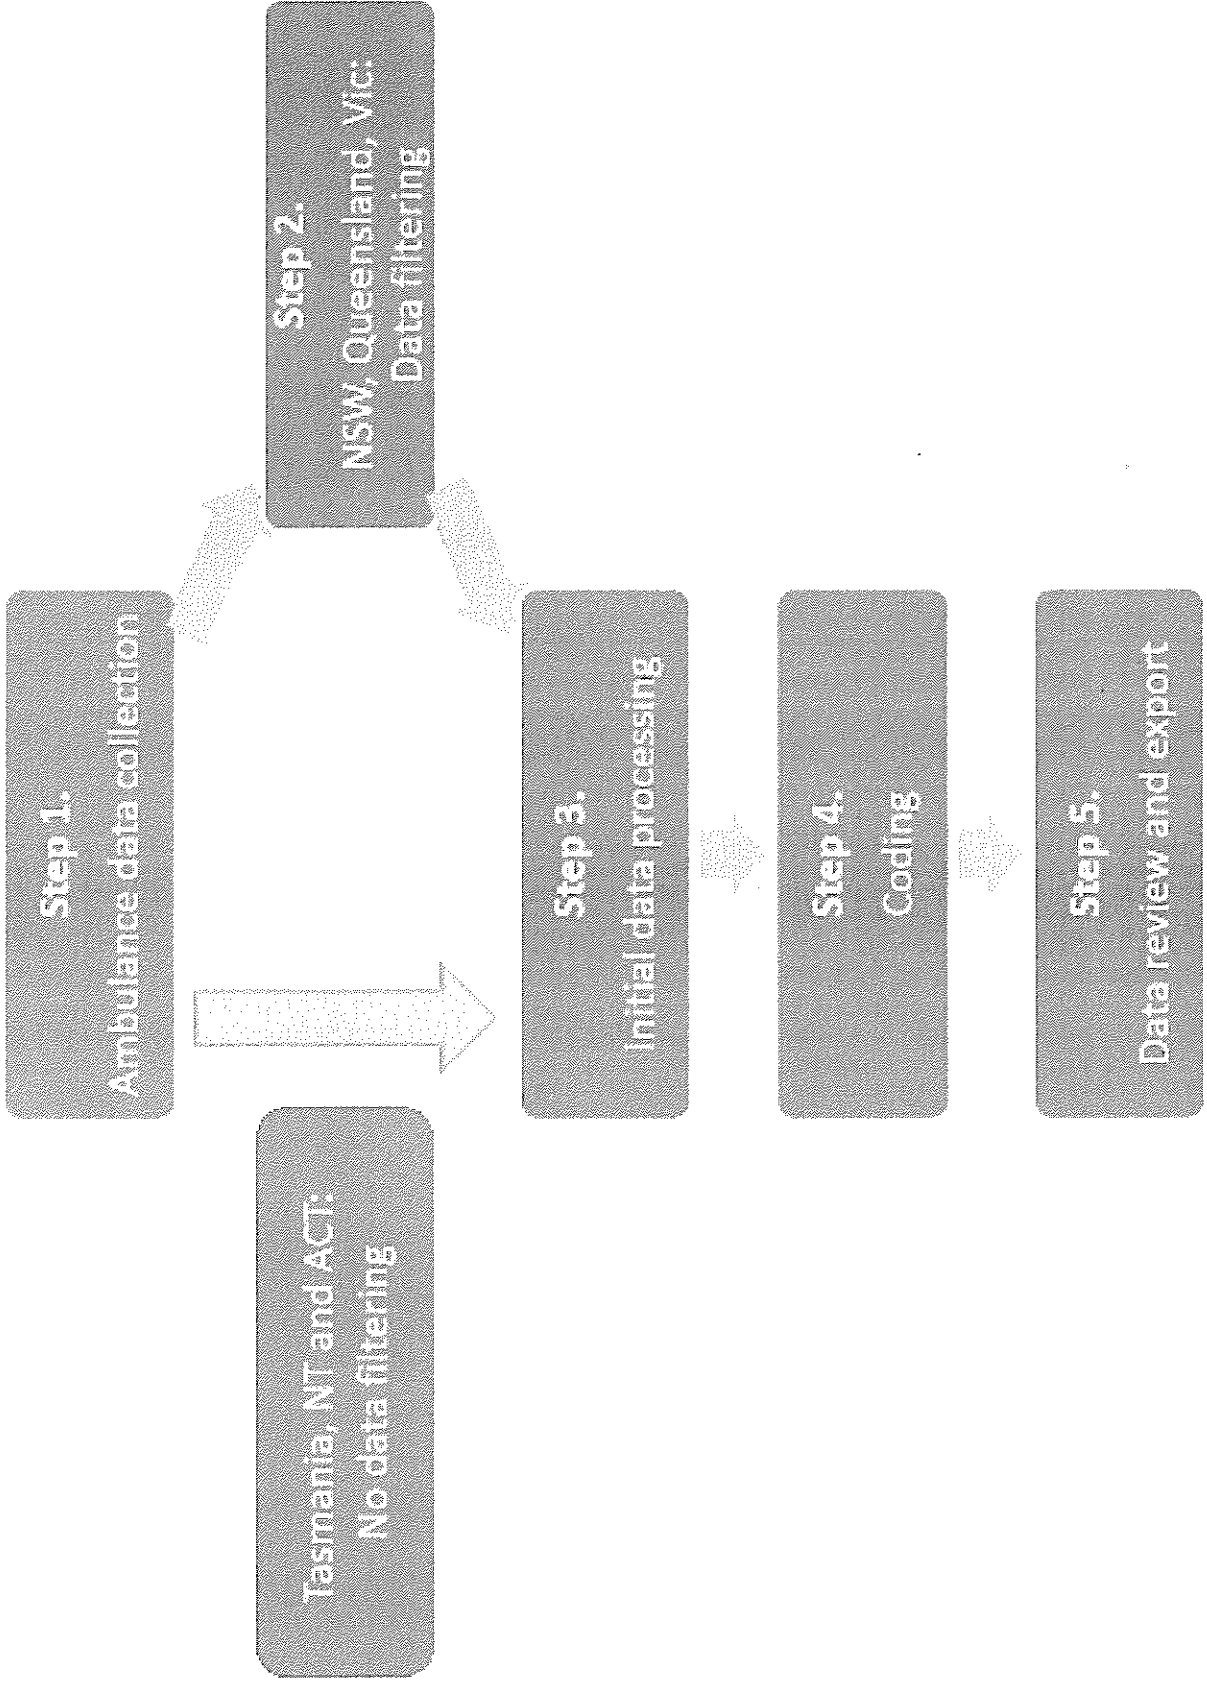 Step 1.
Ambulance data collection
Tasmania, NT and ACT:
No data filtering
Step 2.
NSW, Queensland, Vic:
Data filtering
Step 3.
Initial data processing
Step 4.
Coding
Step 5.
Data review and export